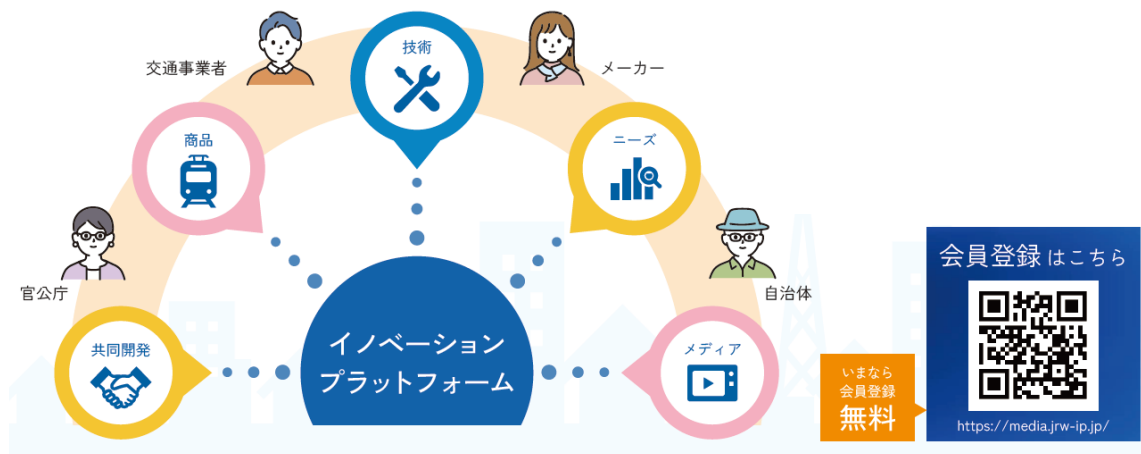 交通事業者
技術
メーカー
商品
ニーズ
官公庁
自治体
共同開発
イノベーション
プラットフォーム
メディア
いまなら
会員登録
無料
会員登録はこちら
https://media.jrw-ip.jp/